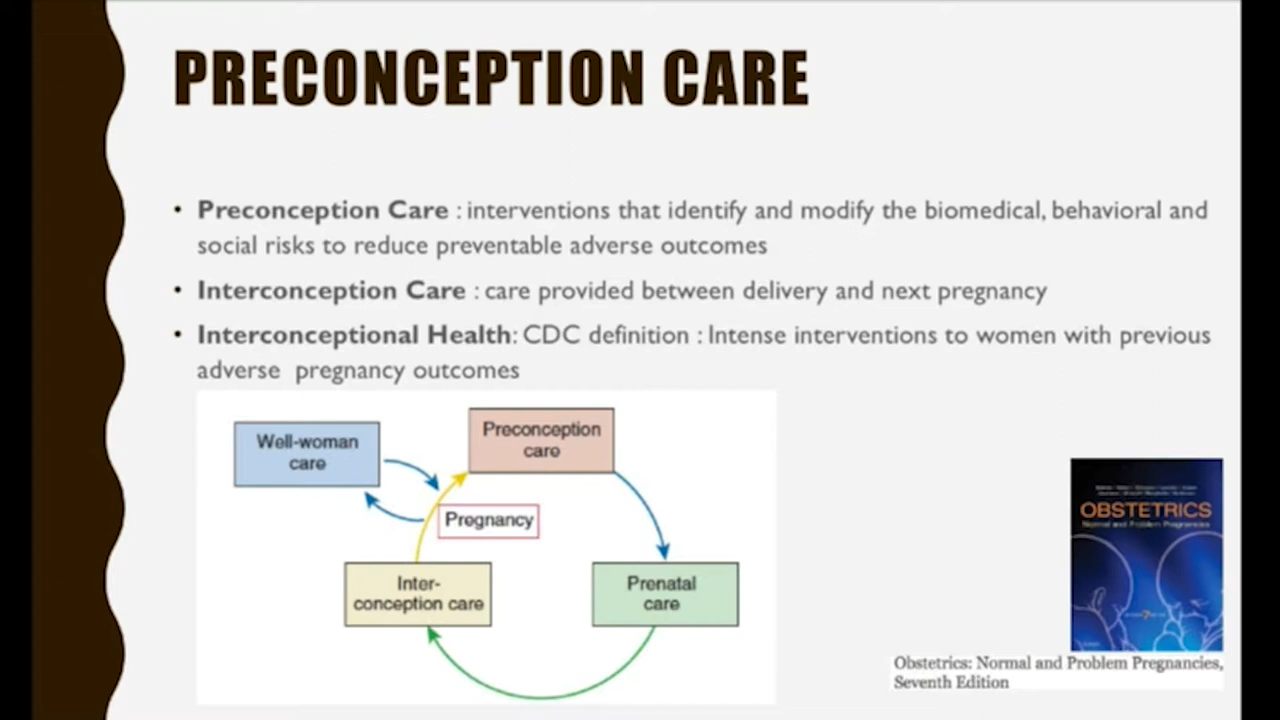 PRECONCEPTION CARE
• Preconception Care : interventions that identify and modify the biomedical, behavioral and
social risks to reduce preventable adverse outcomes
• Interconception Care : care provided between delivery and next pregnancy
• Interconceptional Health: CDC definition : Intense interventions to women with previous
adverse pregnancy outcomes
Well-woman
care
Preconception
care
Pregnancy
Inter-
conception care
Prenatal
care
OBSTETRICS
Normal and Problem Pregnancies
Obstetrics: Normal and Problem Pregnancies,
Seventh Edition